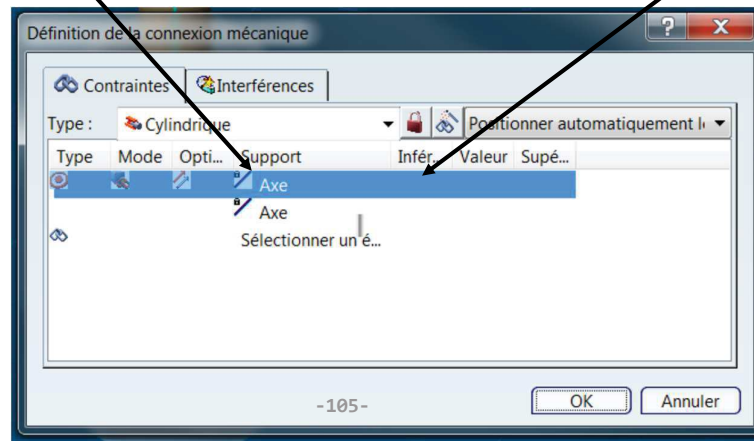 Définition de la connexion mécanique
Contraintes Interférences
Type : Cylindrique Positionner automatiquement l
Type Mode Opti... Support Infér... Valeur Supé...
Axe
Axe
Sélectionner un é...
-105-
OK Annuler